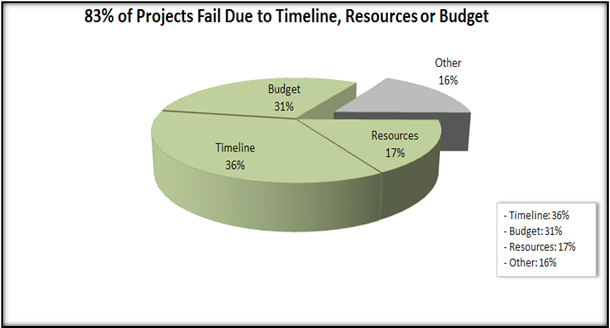 83% of Projects Fail Due to Timeline, Resources or Budget
Other
16%
Budget
31%
Resources
17%
Timeline
36%
- Timeline: 36%
- Budget: 31%
- Resources: 17%
- Other: 16%